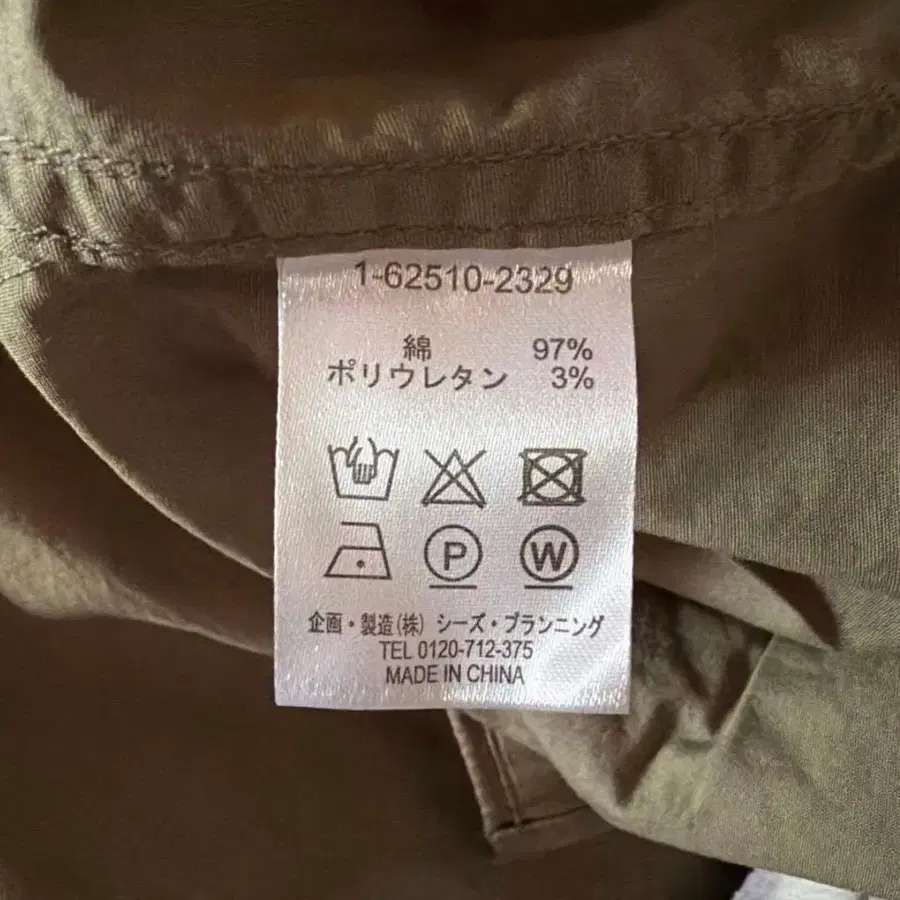 1-62510-2329
綿 97%
ポリウレタン 3%
P W
企画・製造(株) シーズ・プランニング
TEL 0120-712-375
MADE IN CHINA